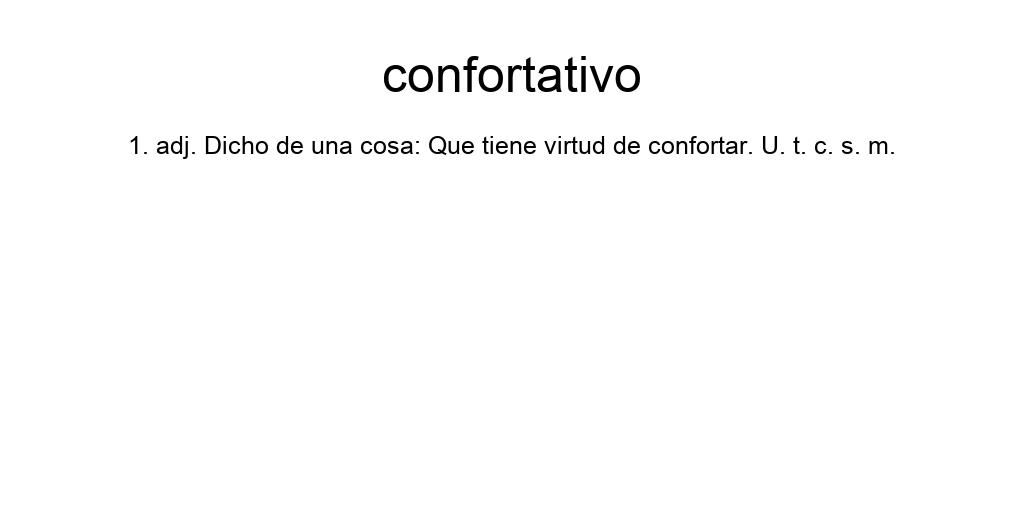 confortativo
1. adj. Dicho de una cosa: Que tiene virtud de confortar. U. t. c. s. m.